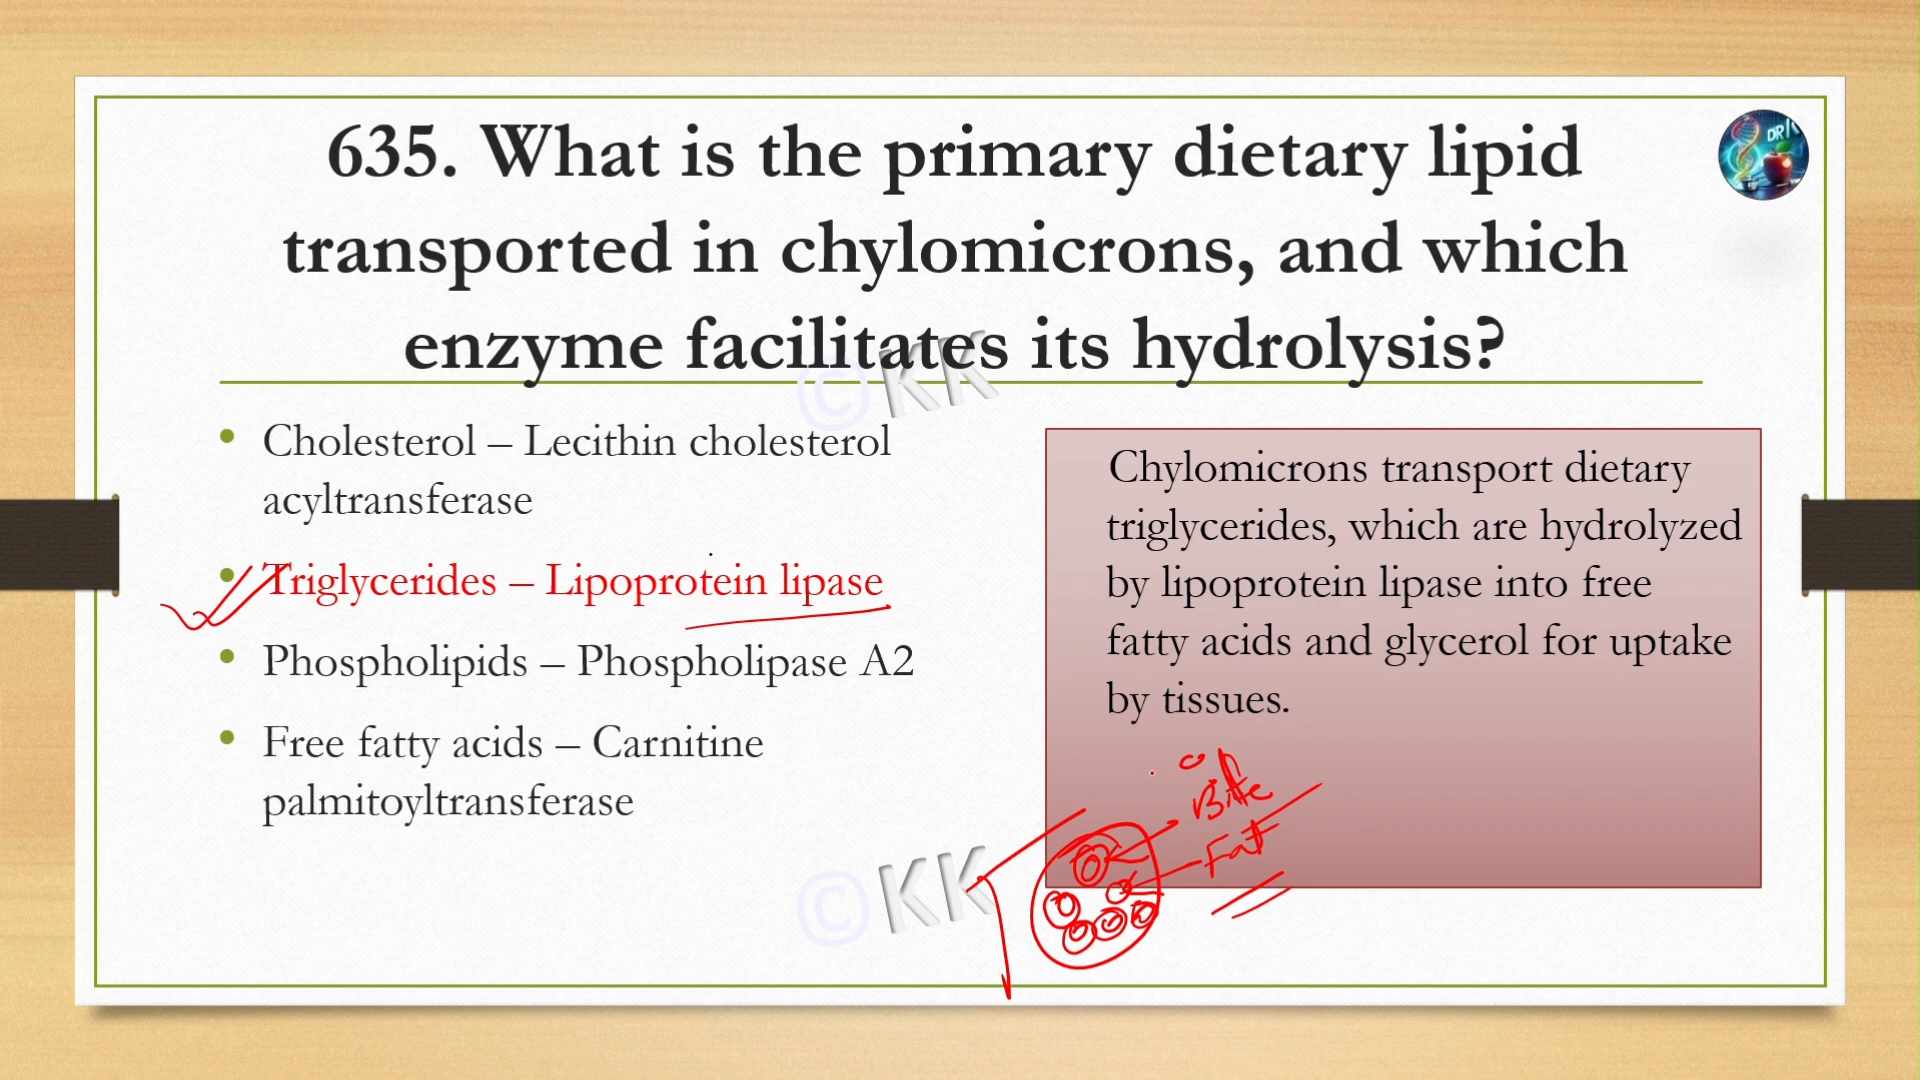 635. What is the primary dietary lipid
transported in chylomicrons, and which
enzyme facilitates its hydrolysis?
DR
©KK
• Cholesterol – Lecithin cholesterol
acyltransferase
• Triglycerides – Lipoprotein lipase
• Phospholipids – Phospholipase A2
• Free fatty acids – Carnitine
palmitoyltransferase
Chylomicrons transport dietary
triglycerides, which are hydrolyzed
by lipoprotein lipase into free
fatty acids and glycerol for uptake
by tissues.
Bile
Fat
©KK